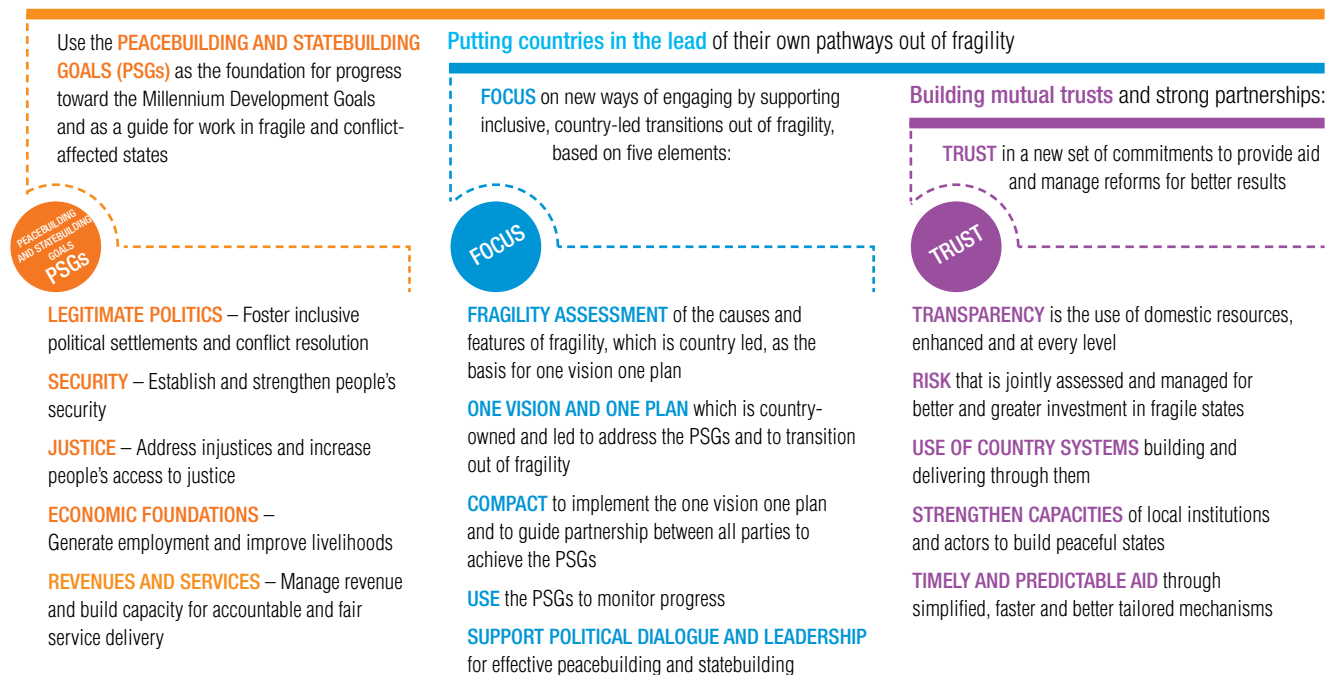 Use the PEACEBUILDING AND STATEBUILDING
GOALS (PSGs) as the foundation for progress
toward the Millennium Development Goals
and as a guide for work in fragile and conflict-
affected states
PEACEBUILDING
AND STATEBUILDING
GOALS
PSGs
LEGITIMATE POLITICS – Foster inclusive
political settlements and conflict resolution
SECURITY – Establish and strengthen people's
security
JUSTICE – Address injustices and increase
people's access to justice
ECONOMIC FOUNDATIONS –
Generate employment and improve livelihoods
REVENUES AND SERVICES – Manage revenue
and build capacity for accountable and fair
service delivery
Putting countries in the lead of their own pathways out of fragility
FOCUS on new ways of engaging by supporting
inclusive, country-led transitions out of fragility,
based on five elements:
FOCUS
FRAGILITY ASSESSMENT of the causes and
features of fragility, which is country led, as the
basis for one vision one plan
ONE VISION AND ONE PLAN which is country-
owned and led to address the PSGs and to transition
out of fragility
COMPACT to implement the one vision one plan
and to guide partnership between all parties to
achieve the PSGs
USE the PSGs to monitor progress
SUPPORT POLITICAL DIALOGUE AND LEADERSHIP
for effective peacebuilding and statebuilding
Building mutual trusts and strong partnerships:
TRUST in a new set of commitments to provide aid
and manage reforms for better results
TRUST
TRANSPARENCY is the use of domestic resources,
enhanced and at every level
RISK that is jointly assessed and managed for
better and greater investment in fragile states
USE OF COUNTRY SYSTEMS building and
delivering through them
STRENGTHEN CAPACITIES of local institutions
and actors to build peaceful states
TIMELY AND PREDICTABLE AID through
simplified, faster and better tailored mechanisms